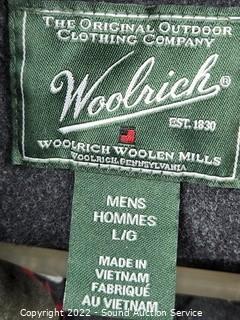 THE ORIGINAL OUTDOOR
CLOTHING COMPANY
Woolrich
EST. 1830
WOOLRICH WOOLEN MILLS
WOOLRICH, PENNSYLVANIA
MENS
HOMMES
L/G
MADE IN
VIETNAM
FABRIQUÉ
AU VIETNAM
Copyright 2022 - Sound Auction Service